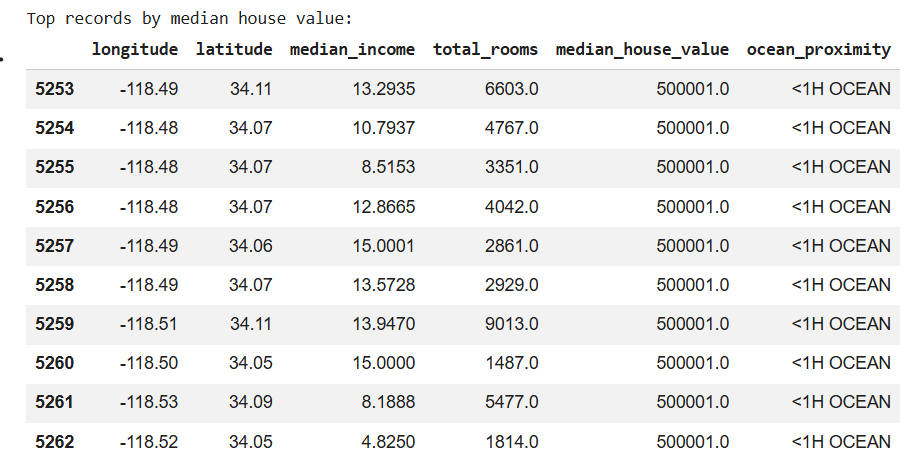 Top records by median house value:
longitude latitude median_income total_rooms median_house_value ocean_proximity
5253 -118.49 34.11 13.2935 6603.0 500001.0 <1H OCEAN
5254 -118.48 34.07 10.7937 4767.0 500001.0 <1H OCEAN
5255 -118.48 34.07 8.5153 3351.0 500001.0 <1H OCEAN
5256 -118.48 34.07 12.8665 4042.0 500001.0 <1H OCEAN
5257 -118.49 34.06 15.0001 2861.0 500001.0 <1H OCEAN
5258 -118.49 34.07 13.5728 2929.0 500001.0 <1H OCEAN
5259 -118.51 34.11 13.9470 9013.0 500001.0 <1H OCEAN
5260 -118.50 34.05 15.0000 1487.0 500001.0 <1H OCEAN
5261 -118.53 34.09 8.1888 5477.0 500001.0 <1H OCEAN
5262 -118.52 34.05 4.8250 1814.0 500001.0 <1H OCEAN